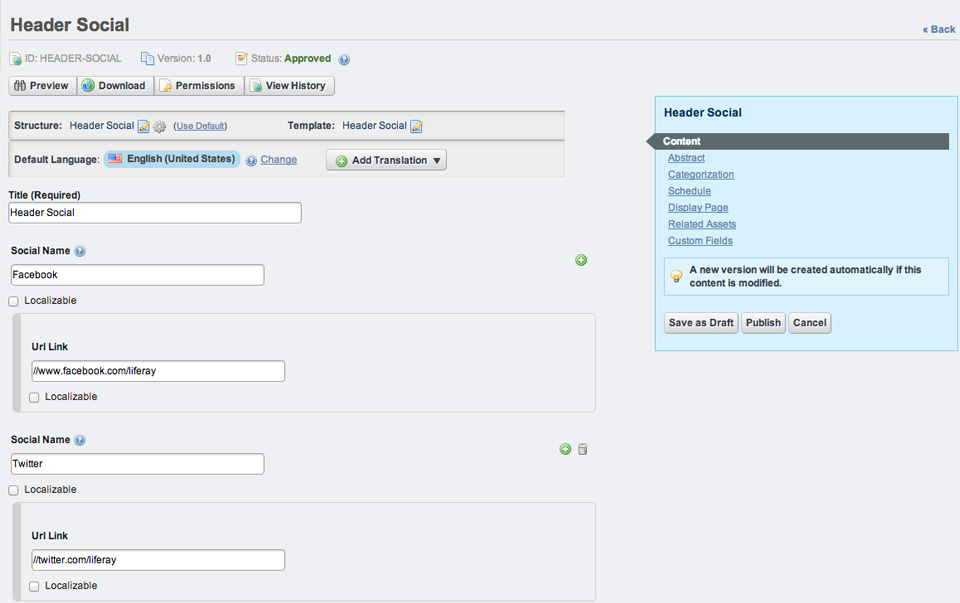 Header Social
« Back
ID: HEADER-SOCIAL Version: 1.0 Status: Approved
Preview Download Permissions View History
Structure: Header Social (Use Default) Template: Header Social
Default Language: English (United States) Change Add Translation
Title (Required)
Header Social
Social Name
Facebook
Localizable
Url Link
//www.facebook.com/liferay
Localizable
Social Name
Twitter
Localizable
Url Link
//twitter.com/liferay
Localizable
Header Social
Content
Abstract
Categorization
Schedule
Display Page
Related Assets
Custom Fields
A new version will be created automatically if this
content is modified.
Save as Draft Publish Cancel